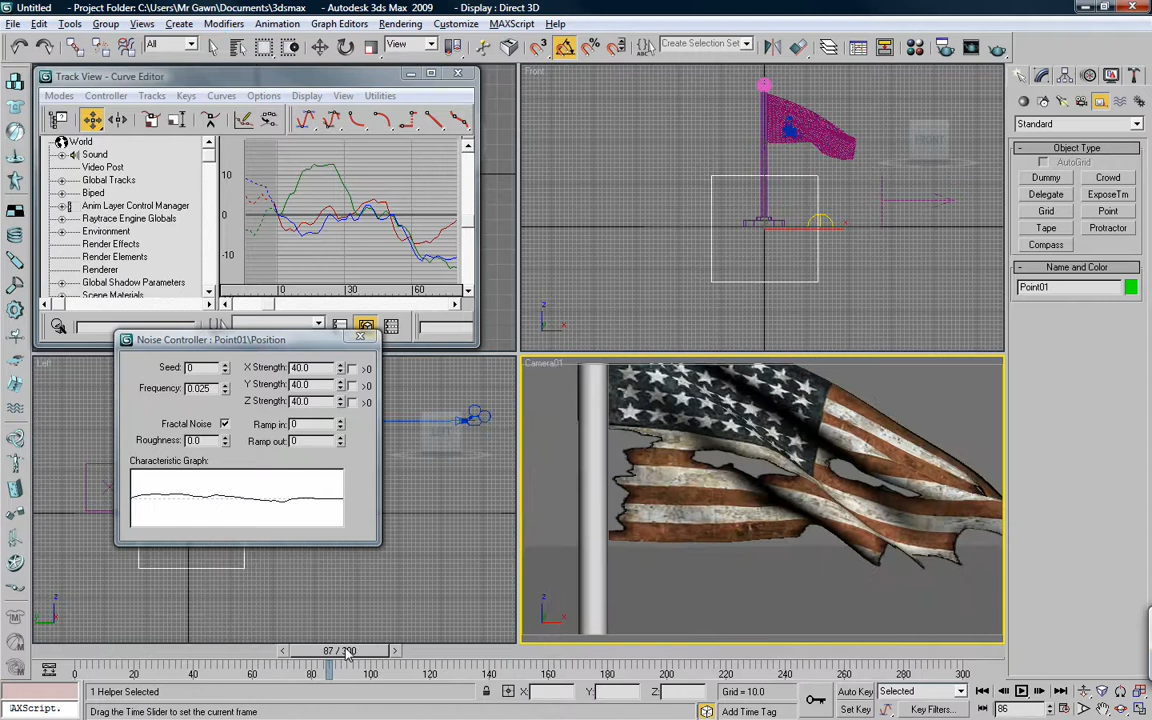 Untitled - Project Folder: C:\Users\Mr Gawn\Documents\3dsmax - Autodesk 3ds Max 2009 - Display : Direct 3D
File Edit Tools Group Views Create Modifiers Animation Graph Editors Rendering Customize MAXScript Help
All View Create Selection Set
Track View - Curve Editor
Modes Controller Tracks Keys Curves Options Display View Utilities
World
Sound
Video Post
Global Tracks
Biped
Anim Layer Control Manager
Raytrace Engine Globals
Environment
Render Effects
Render Elements
Renderer
Global Shadow Parameters
Scene Materials
10
0
-10
0 30 60
Front
FRONT
Standard
Object Type
AutoGrid
Dummy Crowd
Delegate ExposeTm
Grid Point
Tape Protractor
Compass
Name and Color
Point01
Noise Controller : Point01\Position
Seed: 0 X Strength: 40.0 >0
Frequency: 0.025 Y Strength: 40.0 >0
Z Strength: 40.0 >0
Fractal Noise Ramp in: 0
Roughness: 0.0 Ramp out: 0
Characteristic Graph:
Left
LEFT
Camera01
87 / 300
20 40 60 80 100 120 140 160 180 200 220 240 260 280 300
1 Helper Selected X: Y: Z: Grid = 10.0 Auto Key Selected
AXScript. Drag the Time Slider to set the current frame Add Time Tag Set Key Key Filters... 86